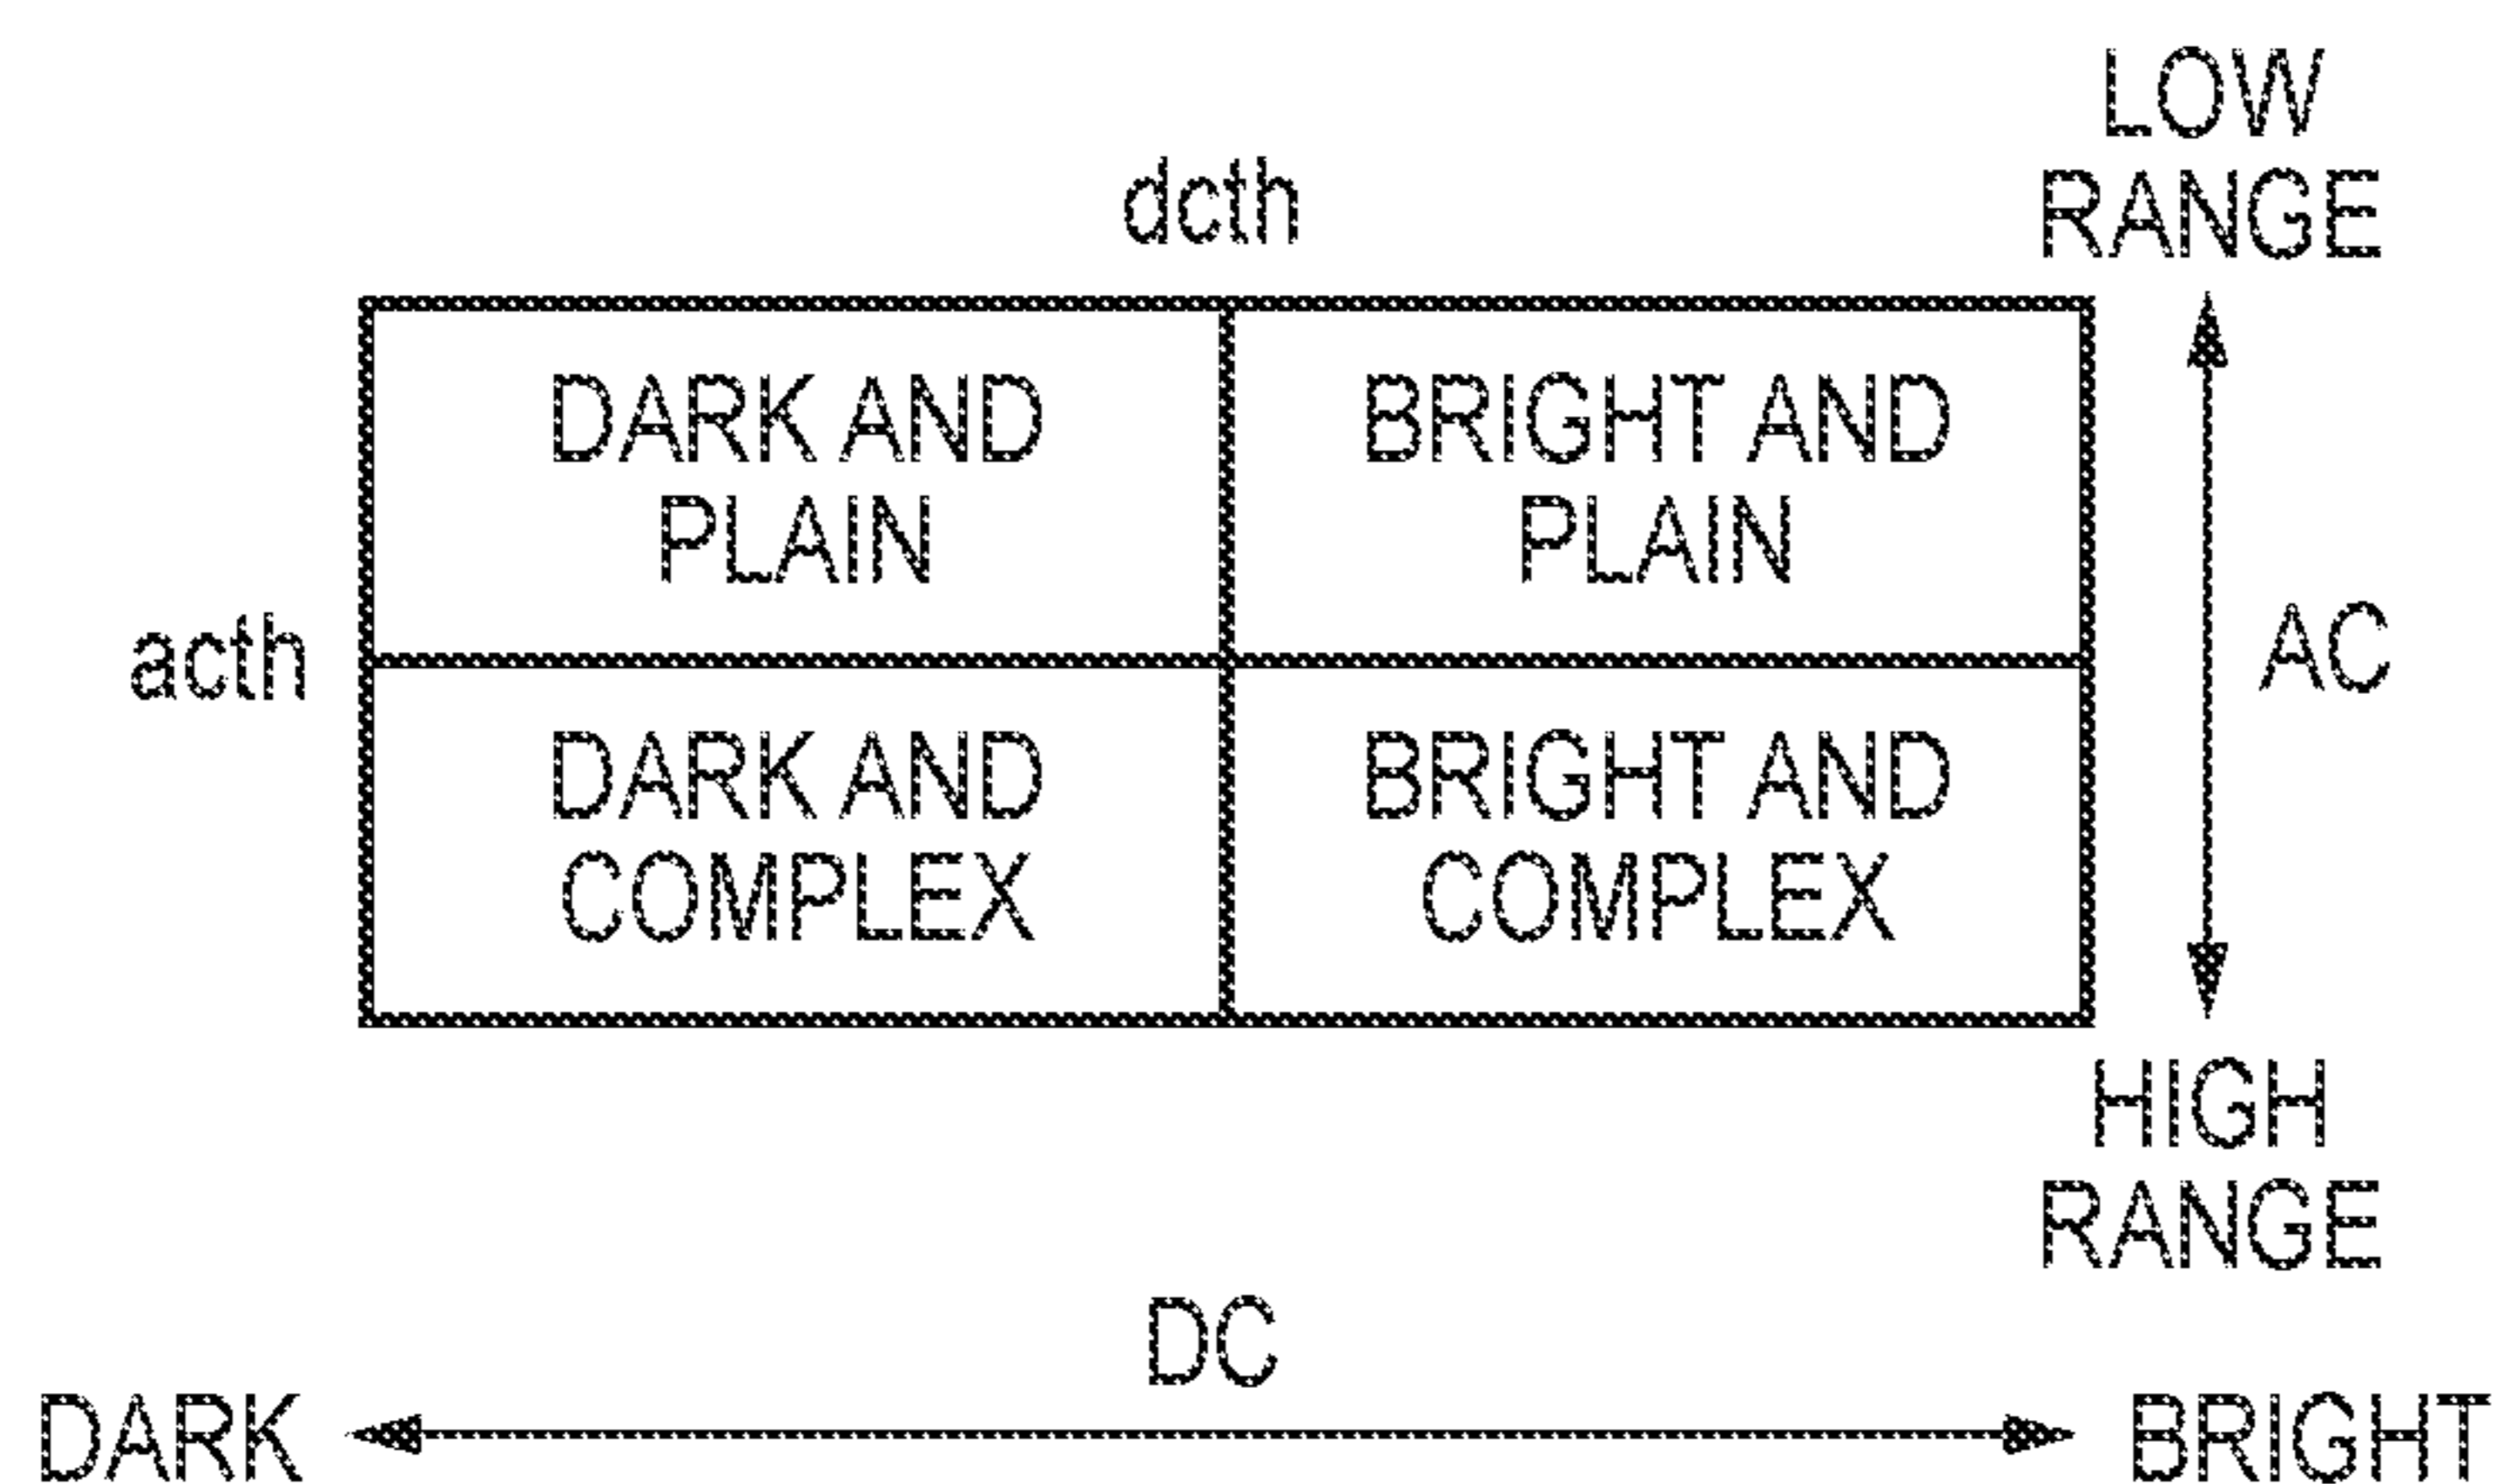 LOW
RANGE
dcth
DARK AND
PLAIN
BRIGHT AND
PLAIN
acth
AC
DARK AND
COMPLEX
BRIGHT AND
COMPLEX
HIGH
RANGE
DC
DARK
BRIGHT